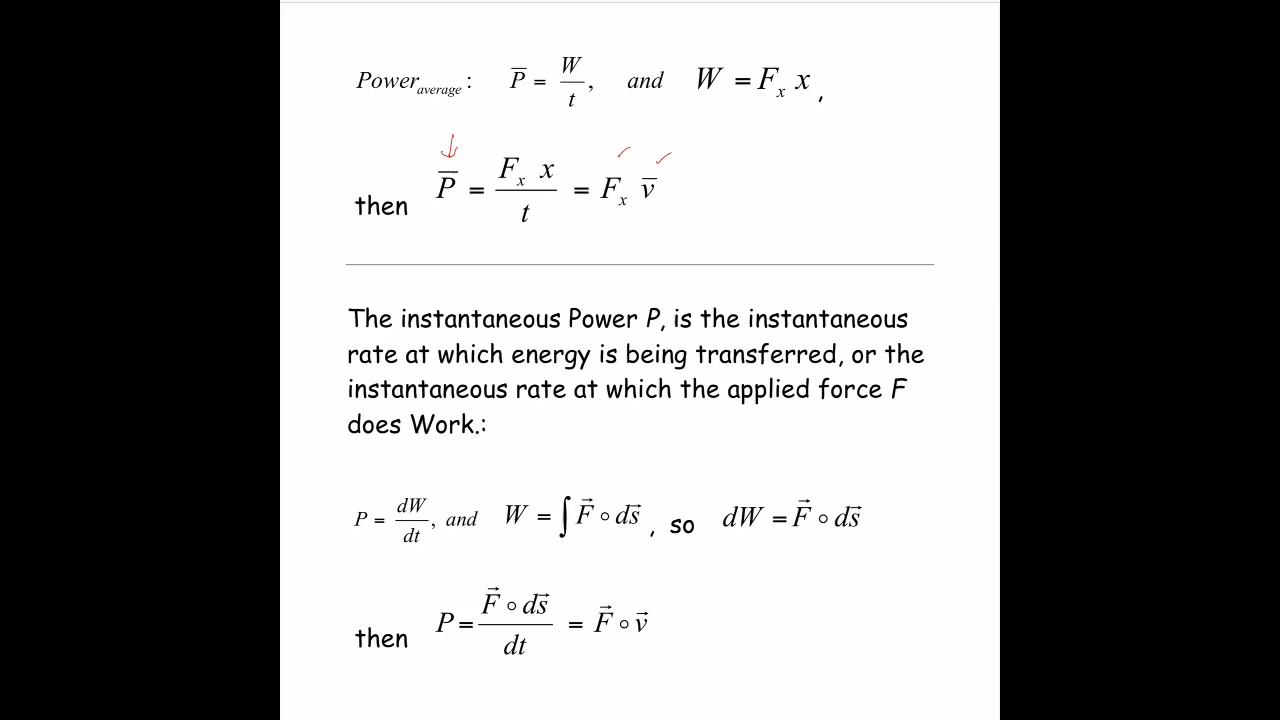 Power_average :   P̄ = W/t,   and   W = F_x x ,
then   P̄ = F_x x / t = F_x v̄
The instantaneous Power P, is the instantaneous
rate at which energy is being transferred, or the
instantaneous rate at which the applied force F
does Work.:
P = dW/dt, and   W = ∫ F⃗ ∘ ds⃗ , so   dW = F⃗ ∘ ds⃗
then   P = F⃗ ∘ ds⃗ / dt = F⃗ ∘ v⃗